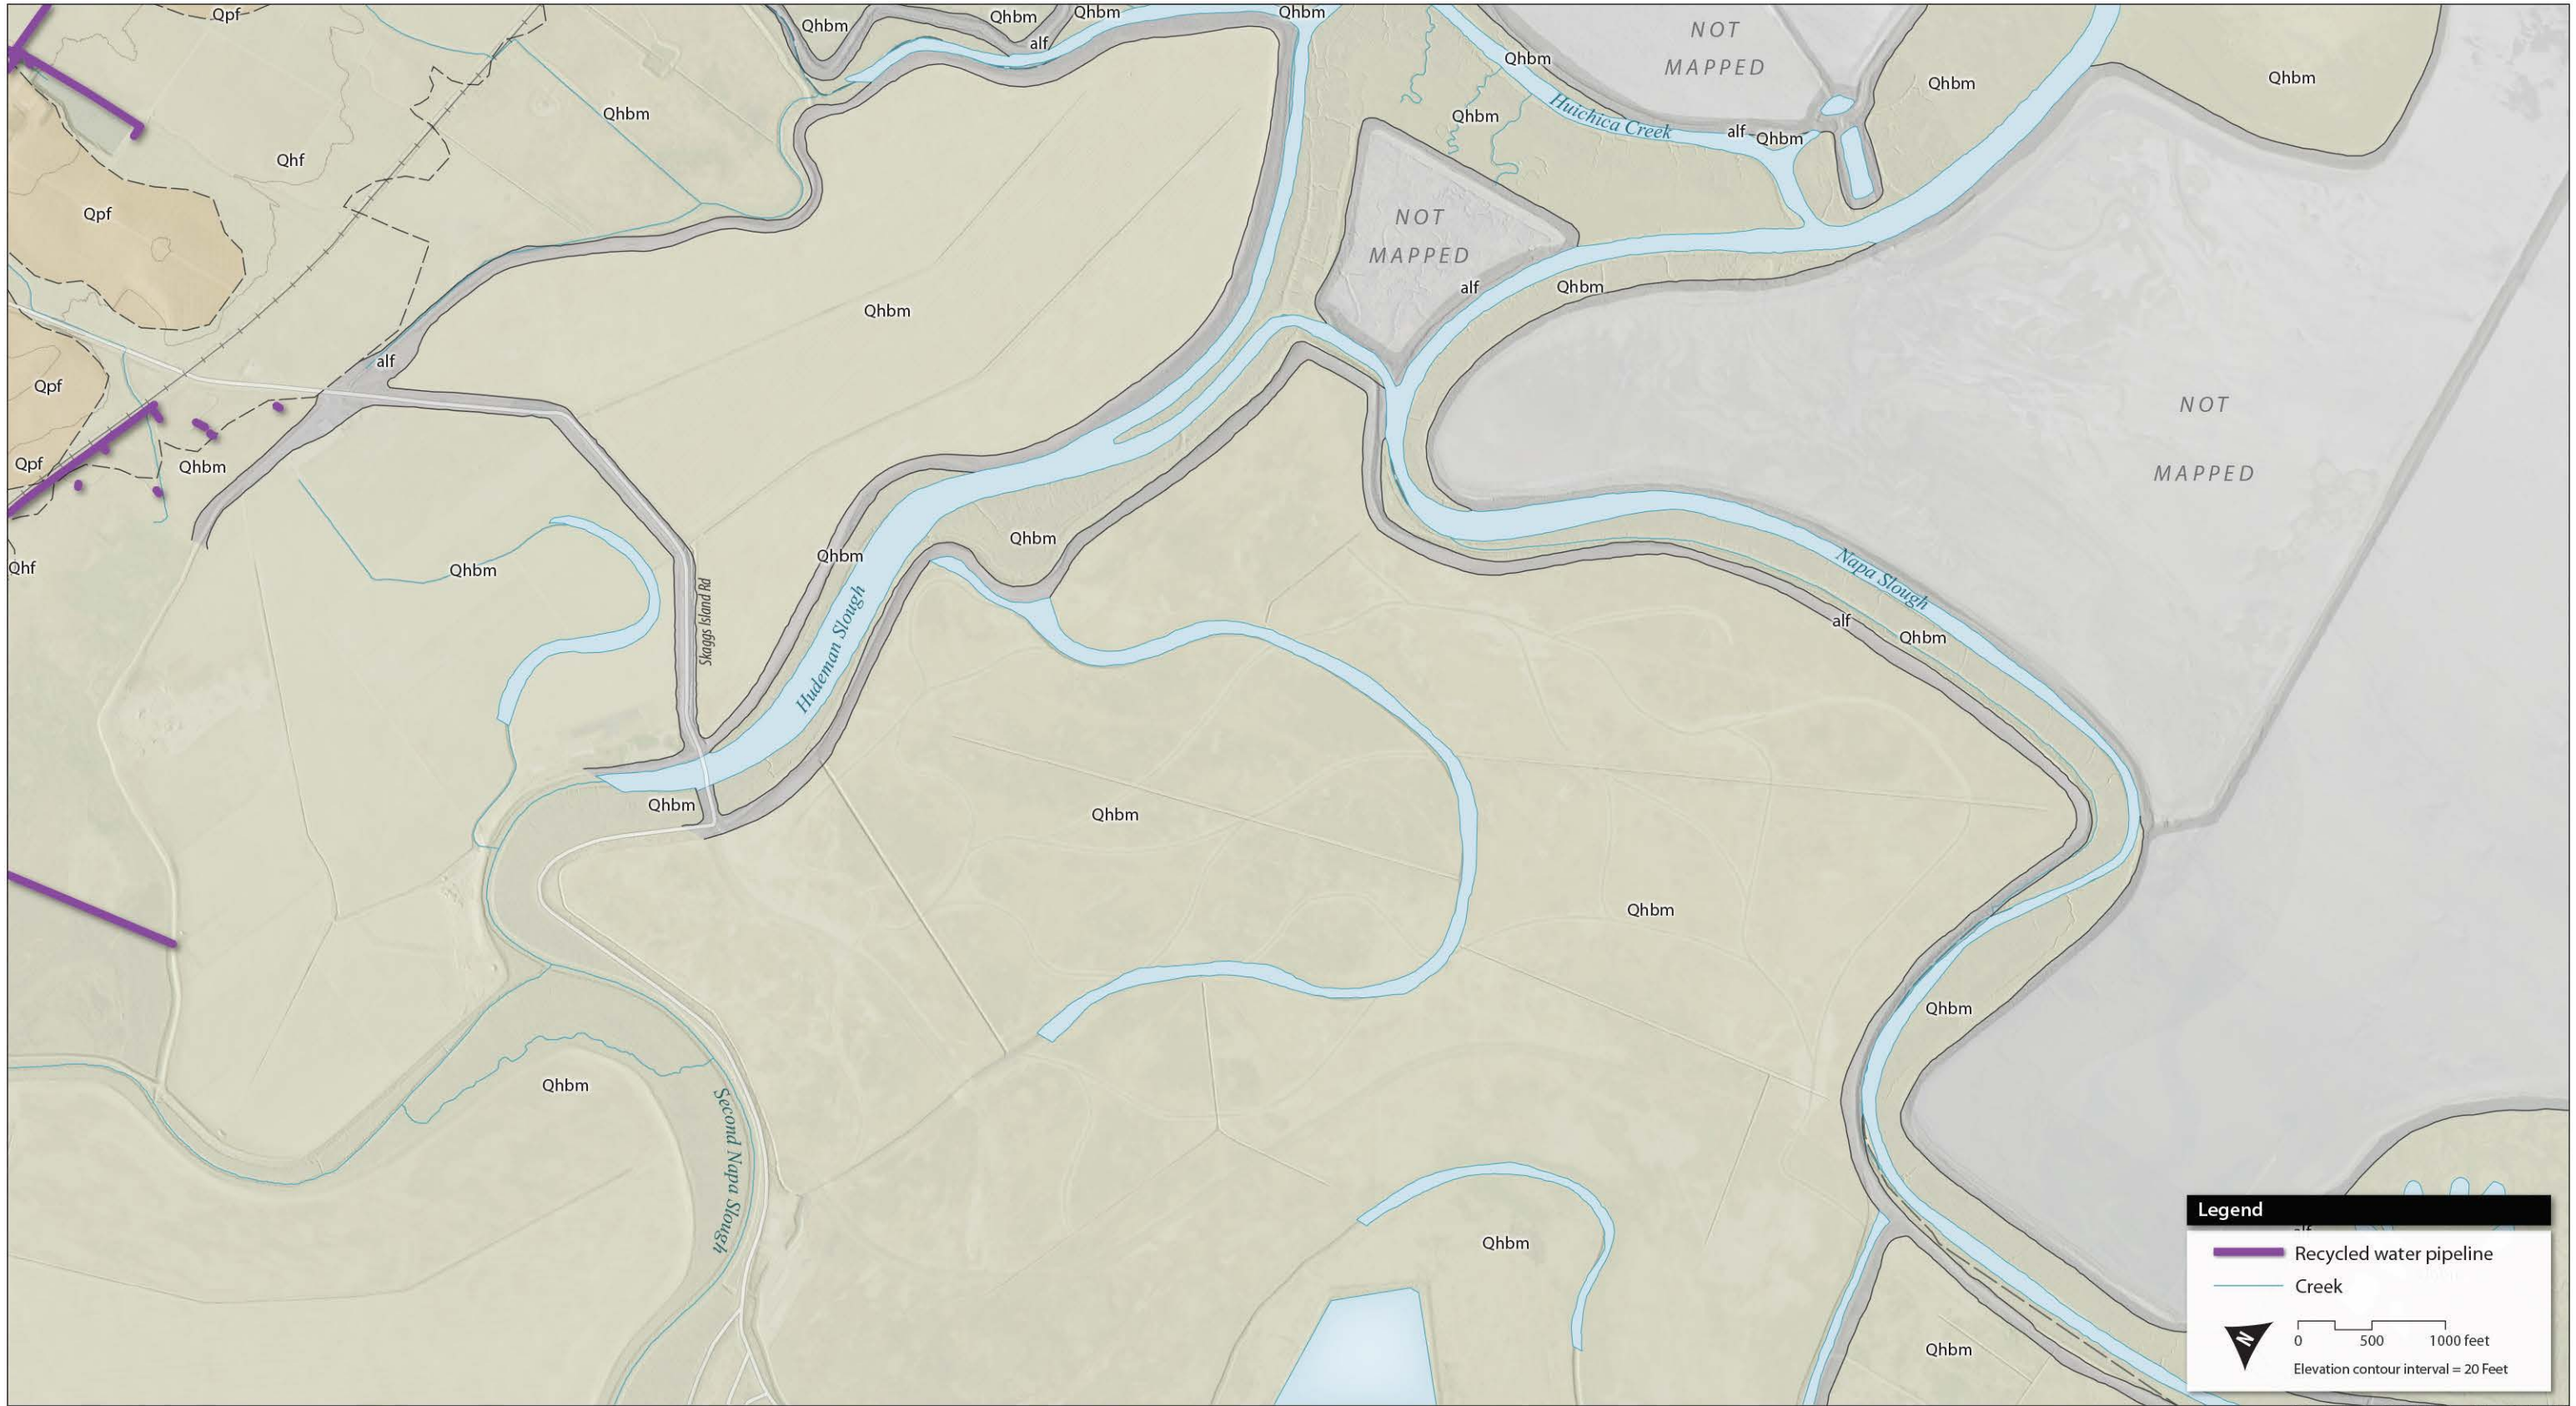 Qpf
Qhbm
Qhbm
Qhbm
Qhbm
alf
NOT
MAPPED
Qhbm
Qhbm
Qhbm
Qhbm
Qhbm
Huichica Creek
alf
Qhbm
Qhf
Qpf
NOT
MAPPED
alf
Qhbm
Qhbm
alf
Qpf
NOT
MAPPED
Qpf
Qhbm
Qhbm
Qhbm
Qhf
Qhbm
Napa Slough
Skaggs Island Rd
Hudeman Slough
alf
Qhbm
Qhbm
Qhbm
Qhbm
Qhbm
Qhbm
Second Napa Slough
Qhbm
Qhbm
Legend
Recycled water pipeline
Creek
N
0 500 1000 feet
Elevation contour interval = 20 Feet